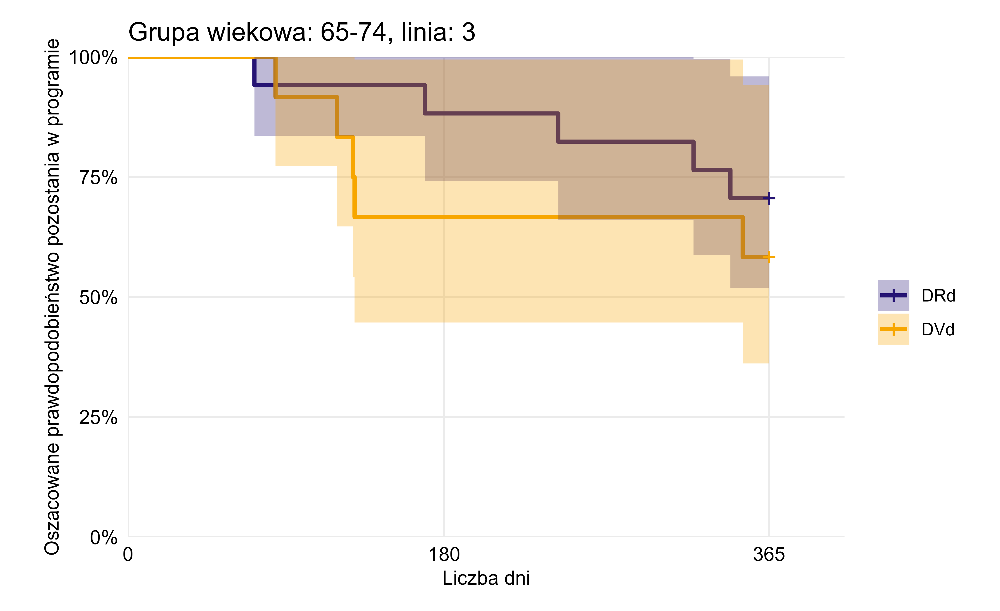 Grupa wiekowa: 65-74, linia: 3
Oszacowane prawdopodobieństwo pozostania w programie
100%
75%
50%
25%
0%
0
180
365
Liczba dni
DRd
DVd